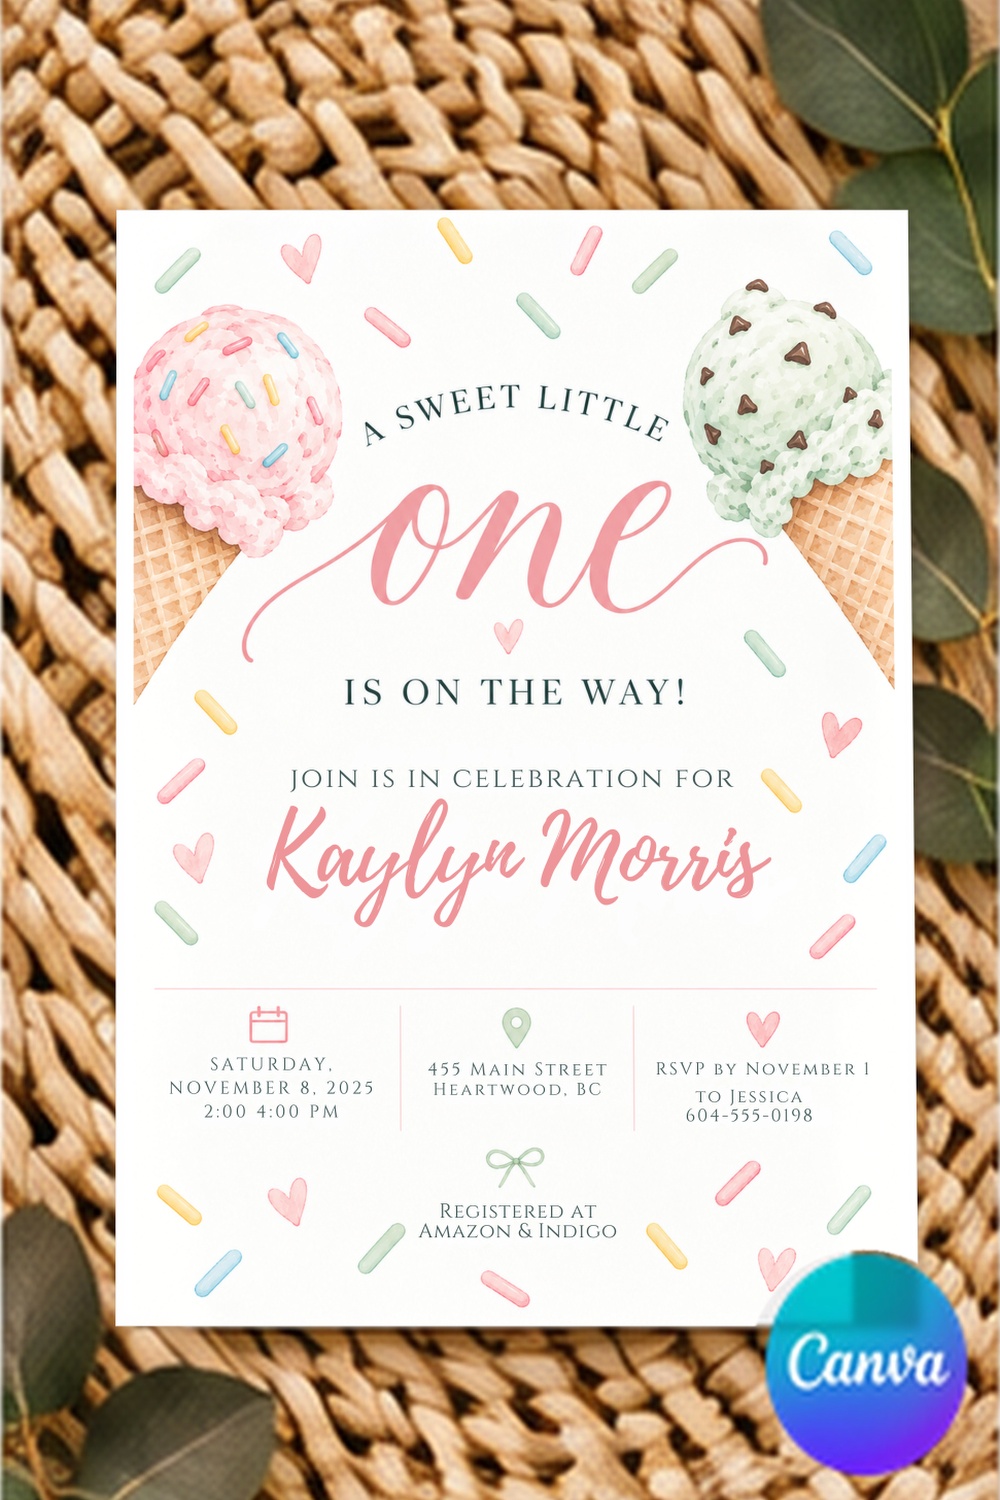 A SWEET LITTLE
one
IS ON THE WAY!
JOIN IS IN CELEBRATION FOR
Kaylyn Morris
SATURDAY,
NOVEMBER 8, 2025
2:00 4:00 PM
455 Main Street
Heartwood, BC
RSVP by November 1
to Jessica
604-555-0198
Registered at
Amazon & Indigo
Canva